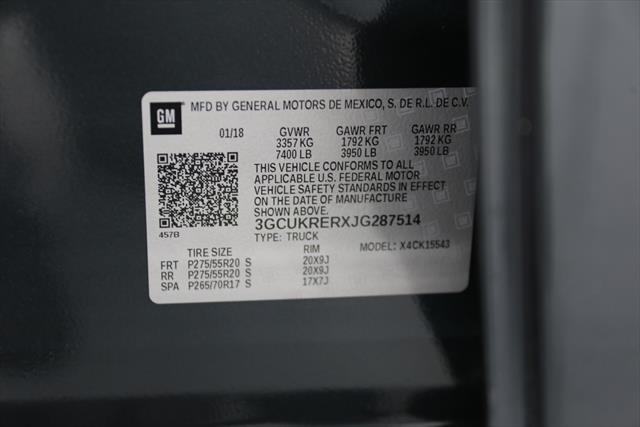 GM
MFD BY GENERAL MOTORS DE MEXICO, S. DE R.L. DE C.V.
01/18 GVWR GAWR FRT GAWR RR
3357 KG 1792 KG 1792 KG
7400 LB 3950 LB 3950 LB
THIS VEHICLE CONFORMS TO ALL
APPLICABLE U.S. FEDERAL MOTOR
VEHICLE SAFETY STANDARDS IN EFFECT
ON THE DATE OF MANUFACTURE
SHOWN ABOVE.
3GCUKRERXJG287514
457B
TYPE: TRUCK MODEL: X4CK15543
TIRE SIZE RIM
FRT P275/55R20 S 20X9J
RR P275/55R20 S 20X9J
SPA P265/70R17 S 17X7J